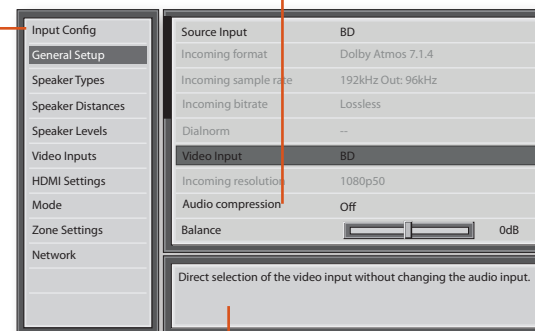 Input Config
General Setup
Speaker Types
Speaker Distances
Speaker Levels
Video Inputs
HDMI Settings
Mode
Zone Settings
Network
Source Input BD
Incoming format Dolby Atmos 7.1.4
Incoming sample rate 192kHz Out: 96kHz
Incoming bitrate Lossless
Dialnorm --
Video Input BD
Incoming resolution 1080p50
Audio compression Off
Balance 0dB
Direct selection of the video input without changing the audio input.